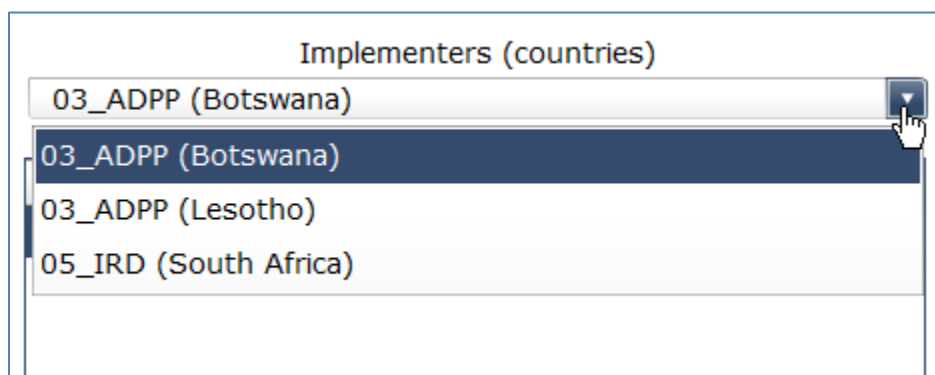 Implementers (countries)
03_ADPP (Botswana)
03_ADPP (Botswana)
03_ADPP (Lesotho)
05_IRD (South Africa)